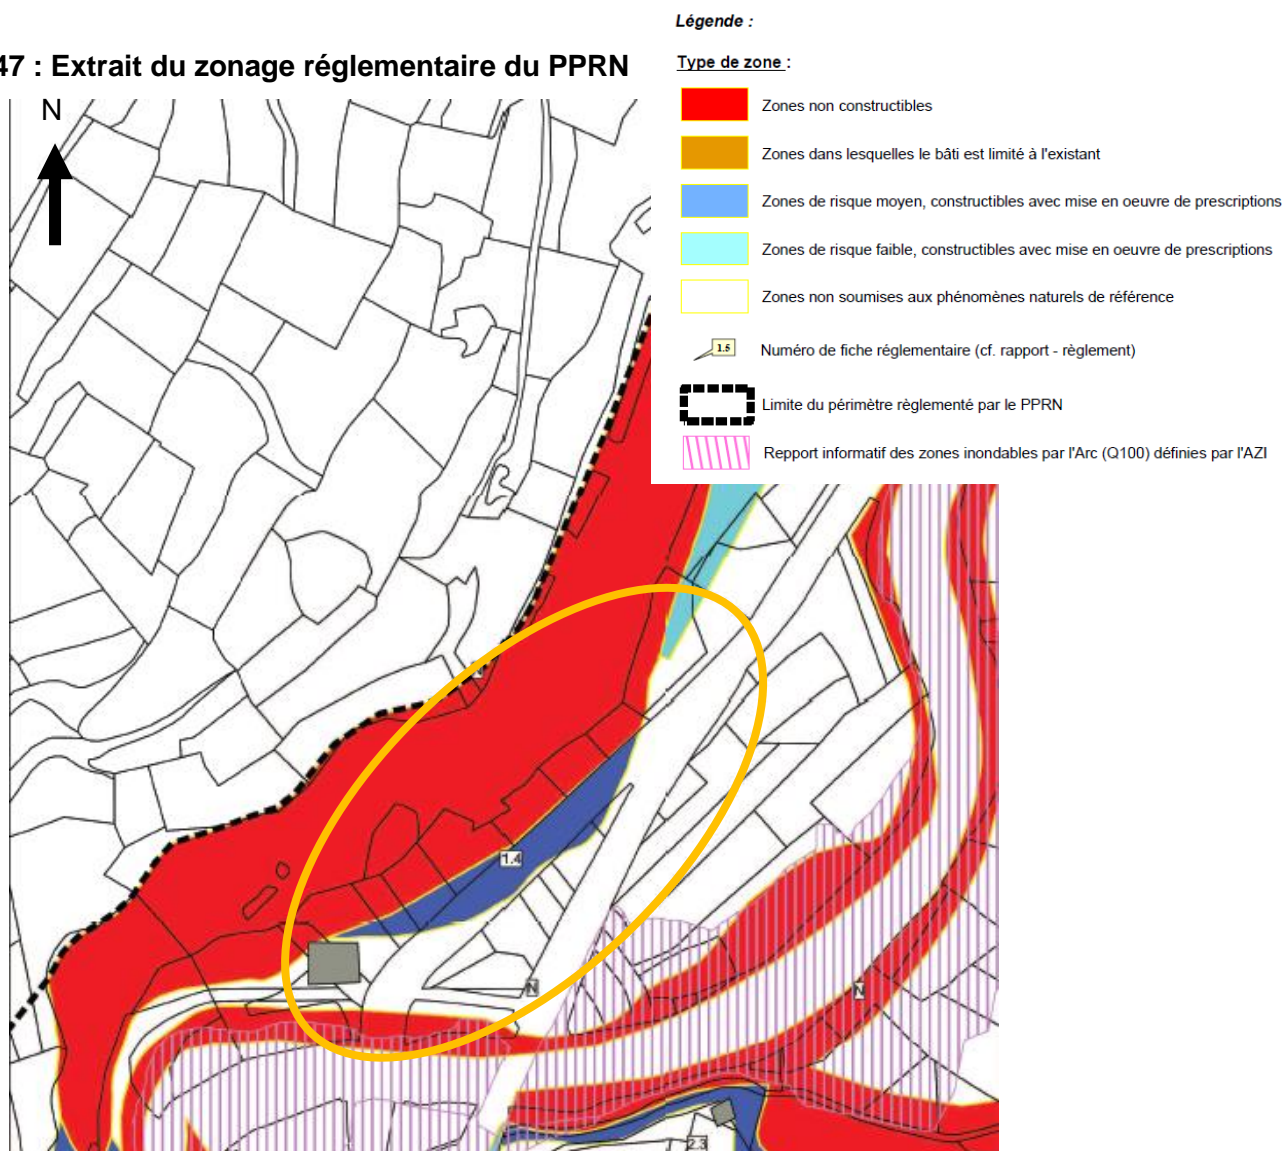 Légende :
47 : Extrait du zonage réglementaire du PPRN
Type de zone :
Zones non constructibles
Zones dans lesquelles le bâti est limité à l'existant
Zones de risque moyen, constructibles avec mise en oeuvre de prescriptions
Zones de risque faible, constructibles avec mise en oeuvre de prescriptions
Zones non soumises aux phénomènes naturels de référence
1.5
Numéro de fiche réglementaire (cf. rapport - règlement)
Limite du périmètre règlementé par le PPRN
Repport informatif des zones inondables par l'Arc (Q100) définies par l'AZI
N
1.4
N
N
2.3